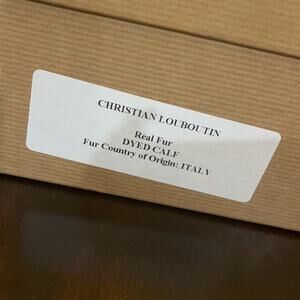 CHRISTIAN LOUBOUTIN
Real Fur
DYED CALF
Fur Country of Origin: ITALY